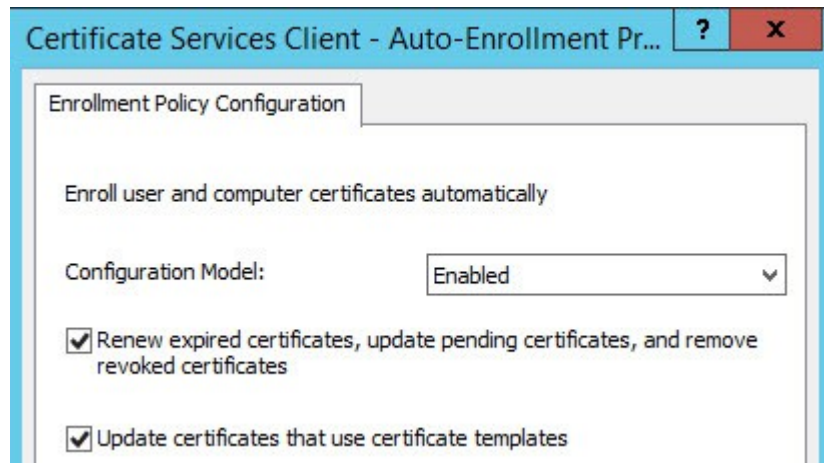 Certificate Services Client - Auto-Enrollment Pr... ? x
Enrollment Policy Configuration
Enroll user and computer certificates automatically
Configuration Model: Enabled
Renew expired certificates, update pending certificates, and remove
revoked certificates
Update certificates that use certificate templates